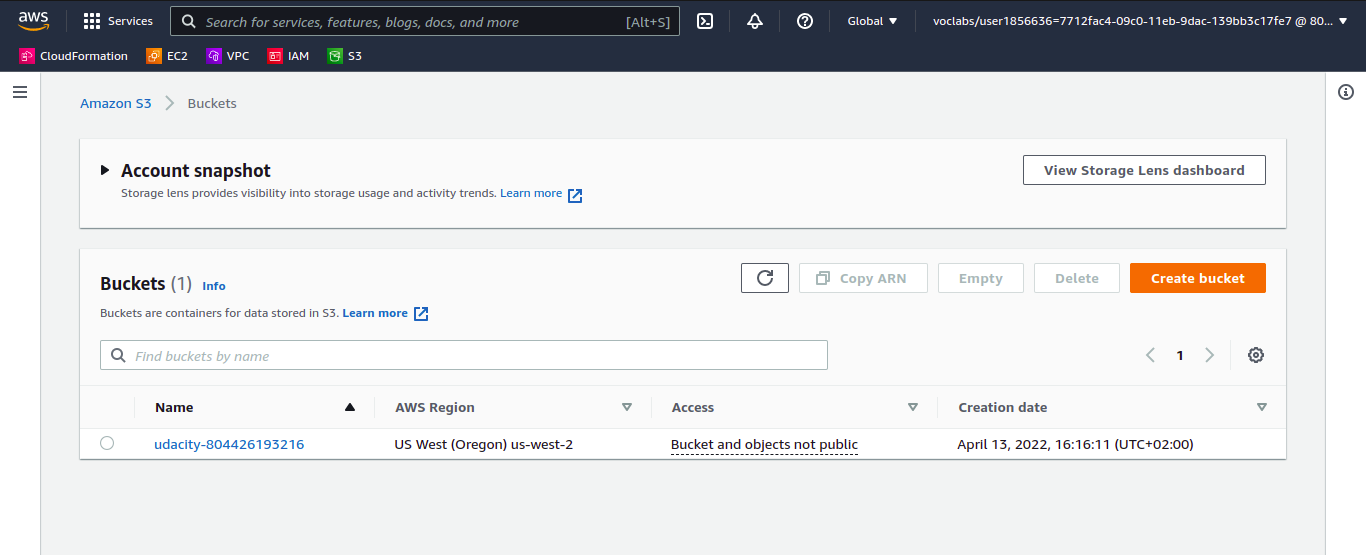 aws Services Search for services, features, blogs, docs, and more [Alt+S] Global voclabs/user1856636=7712fac4-09c0-11eb-9dac-139bb3c17fe7 @ 80...
CloudFormation EC2 VPC IAM S3
Amazon S3 Buckets
Account snapshot View Storage Lens dashboard
Storage lens provides visibility into storage usage and activity trends. Learn more
Buckets (1) Info Copy ARN Empty Delete Create bucket
Buckets are containers for data stored in S3. Learn more
Find buckets by name 1
Name AWS Region Access Creation date
udacity-804426193216 US West (Oregon) us-west-2 Bucket and objects not public April 13, 2022, 16:16:11 (UTC+02:00)